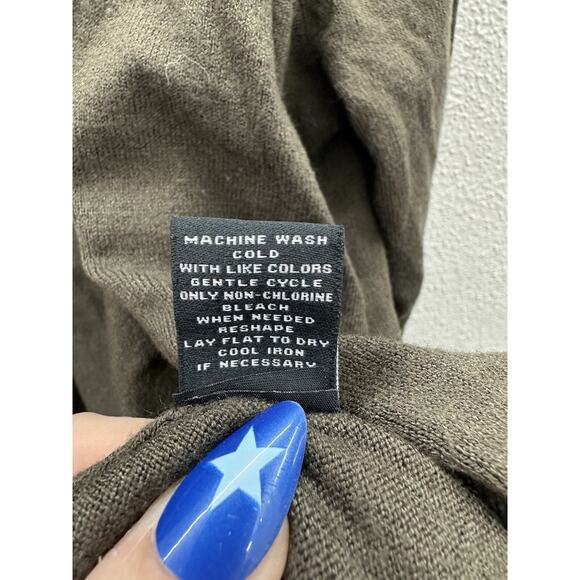 MACHINE WASH
COLD
WITH LIKE COLORS
GENTLE CYCLE
ONLY NON-CHLORINE
BLEACH
WHEN NEEDED
RESHAPE
LAY FLAT TO DRY
COOL IRON
IF NECESSARY